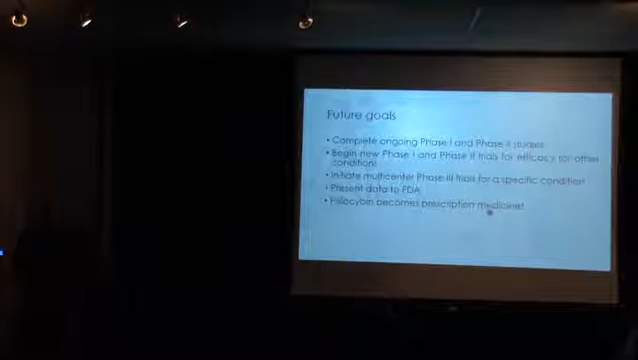 Future goals
• Complete ongoing Phase I and Phase II studies
• Begin new Phase I and Phase II trials for efficacy for other
conditions
• Initiate multicenter Phase III trials for a specific condition
• Present data to FDA
• Psilocybin becomes prescription medicine!